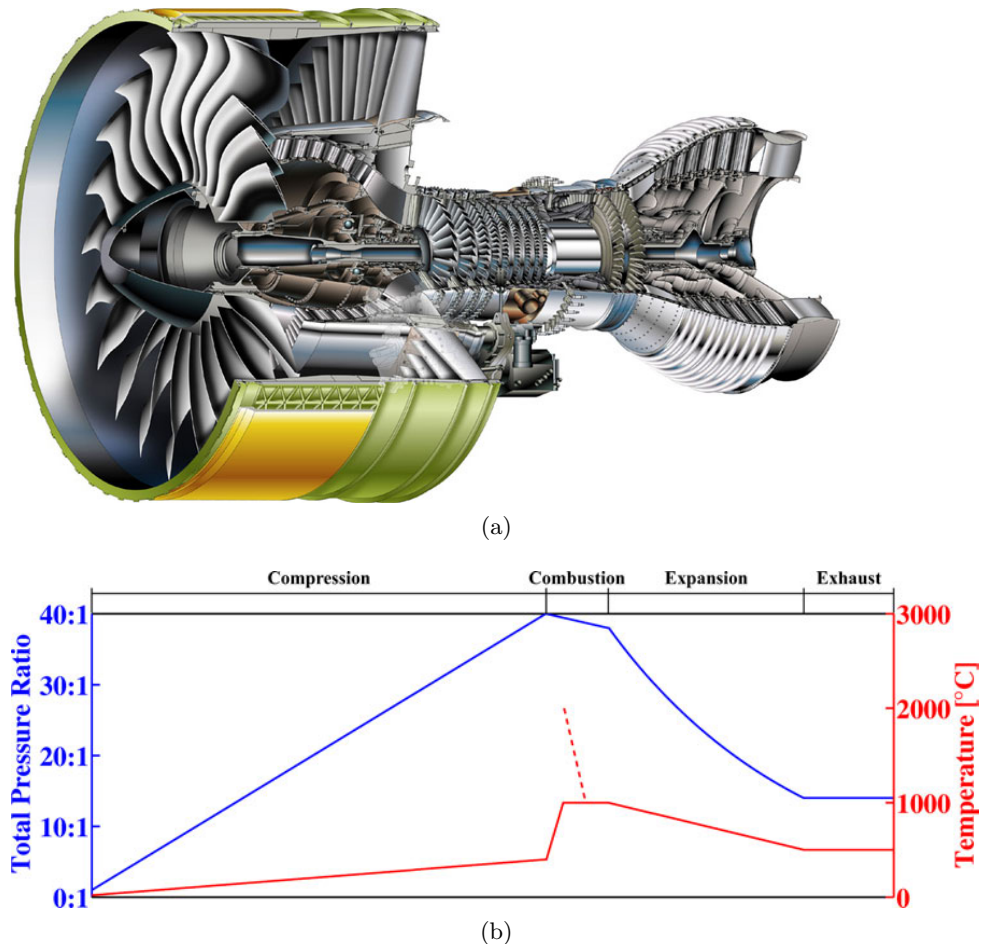 (a)
Compression Combustion Expansion Exhaust
40:1 3000
30:1
2000
20:1
1000
10:1
0:1 0
Total Pressure Ratio
Temperature [°C]
(b)